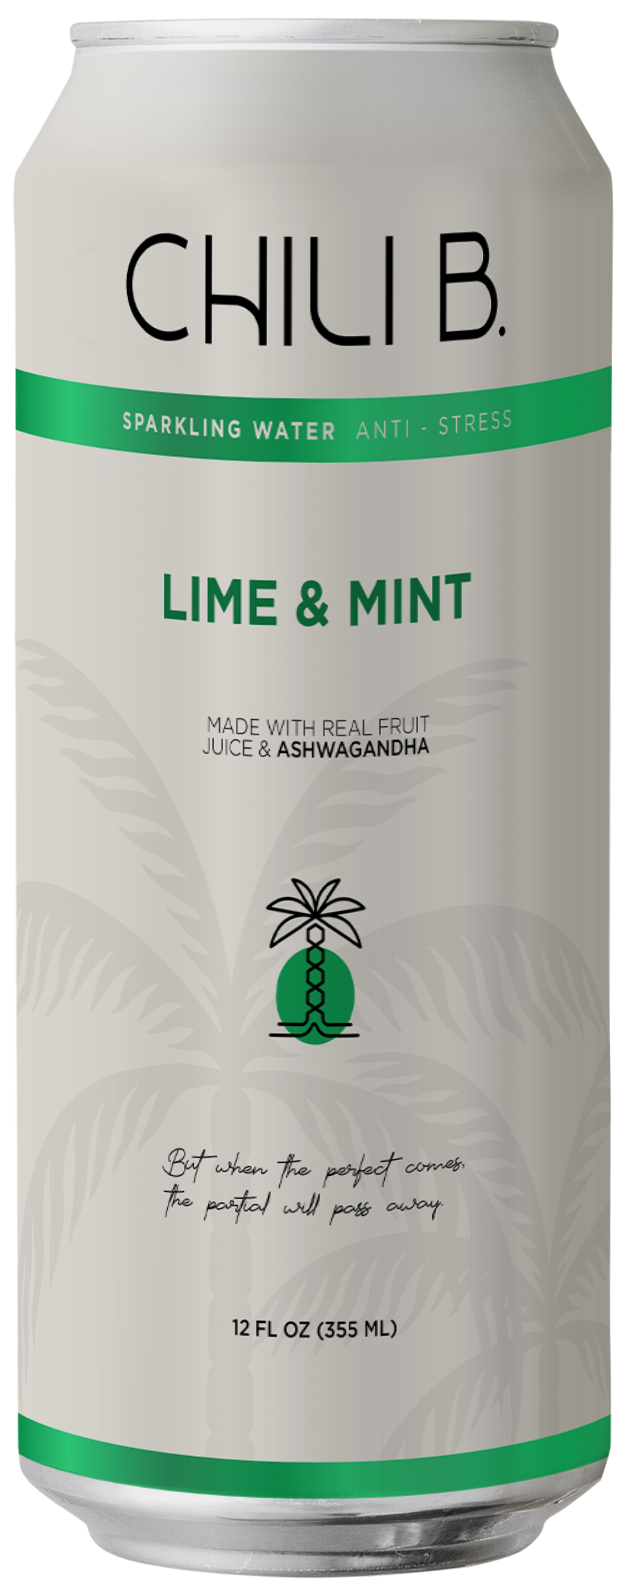 CHILI B.
SPARKLING WATER ANTI - STRESS
LIME & MINT
MADE WITH REAL FRUIT
JUICE & ASHWAGANDHA
But when the perfect comes,
the partial will pass away.
12 FL OZ (355 ML)